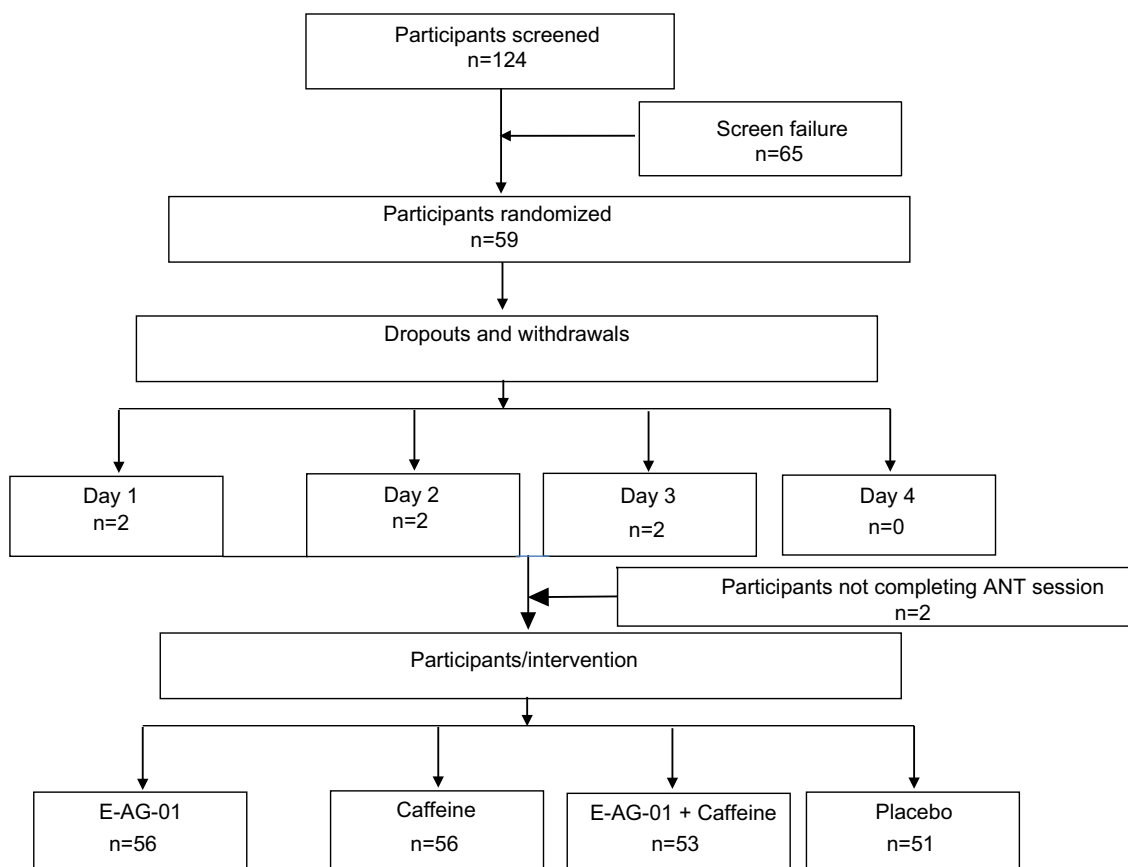 Participants screened
n=124
Screen failure
n=65
Participants randomized
n=59
Dropouts and withdrawals
Day 1
n=2
Day 2
n=2
Day 3
n=2
Day 4
n=0
Participants not completing ANT session
n=2
Participants/intervention
E-AG-01
n=56
Caffeine
n=56
E-AG-01 + Caffeine
n=53
Placebo
n=51